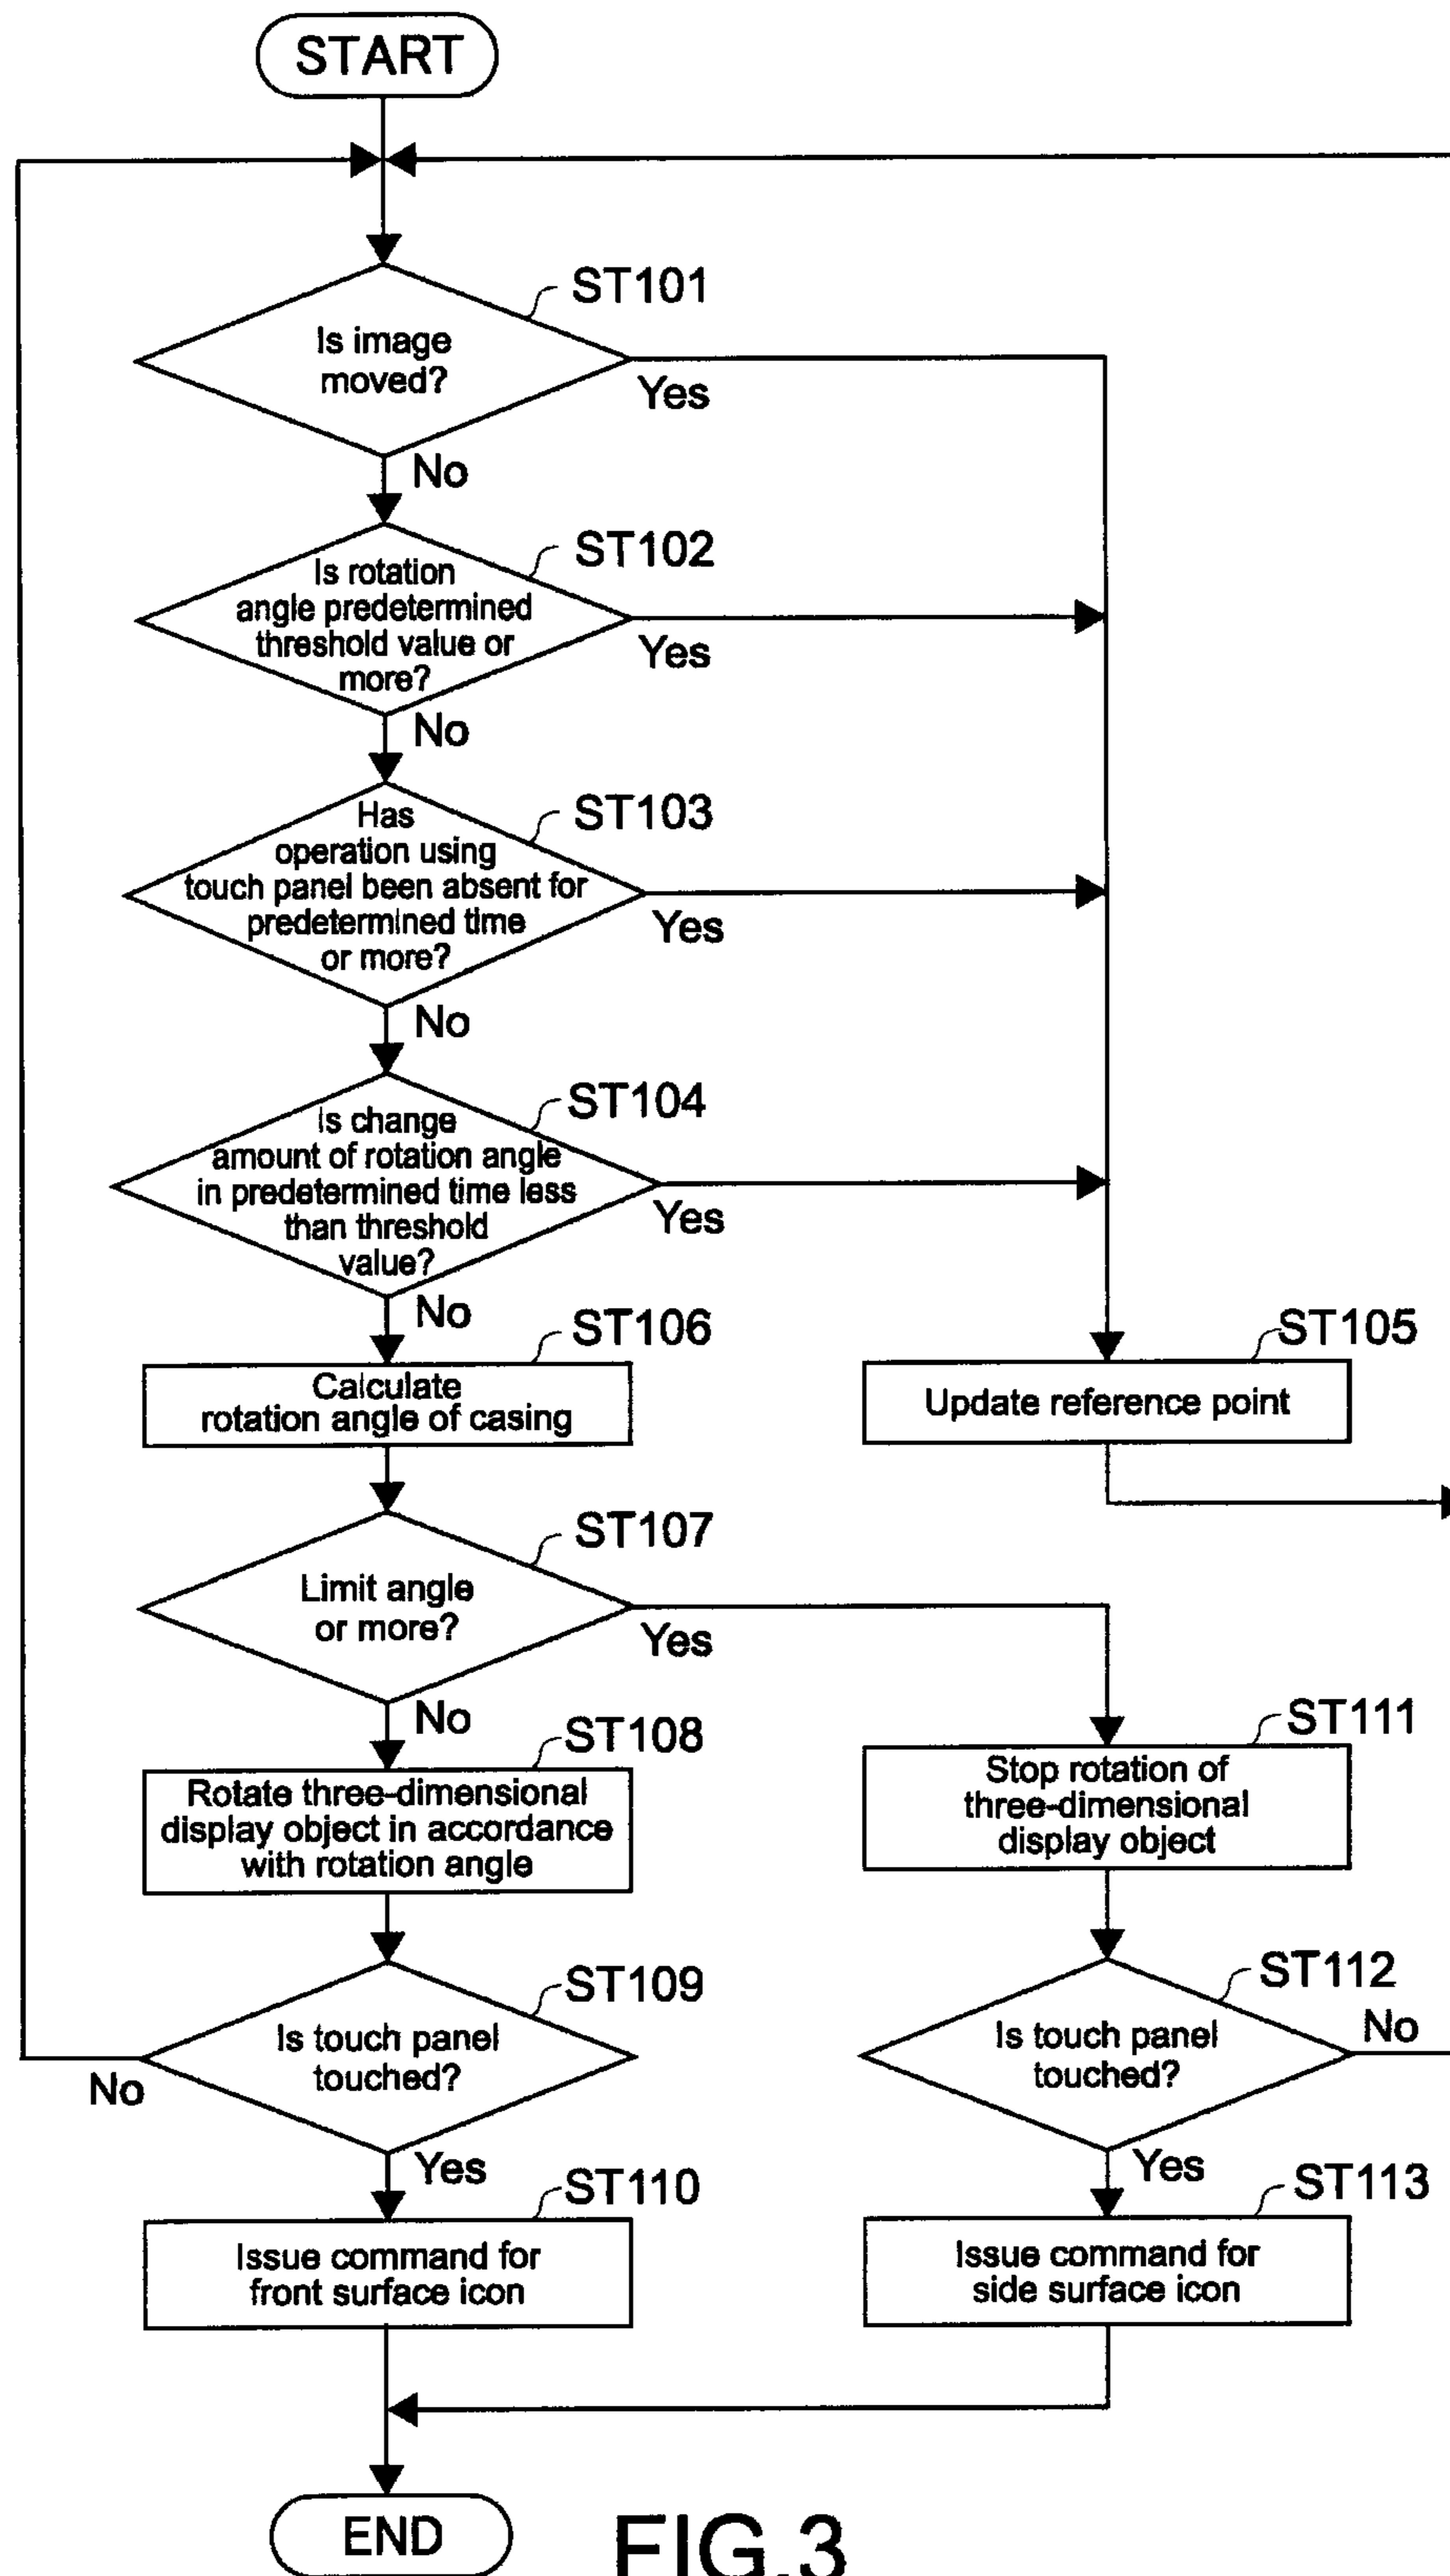 START
ST101
Is image
moved?
Yes
No
ST102
Is rotation
angle predetermined
threshold value or
more?
Yes
No
ST103
Has
operation using
touch panel been absent for
predetermined time
or more?
Yes
No
ST104
Is change
amount of rotation angle
in predetermined time less
than threshold
value?
Yes
No
ST106
Calculate
rotation angle of casing
ST105
Update reference point
ST107
Limit angle
or more?
Yes
No
ST108
Rotate three-dimensional
display object in accordance
with rotation angle
ST111
Stop rotation of
three-dimensional
display object
ST109
Is touch panel
touched?
No
Yes
ST112
Is touch panel
touched?
No
Yes
ST110
Issue command for
front surface icon
ST113
Issue command for
side surface icon
END
FIG.3